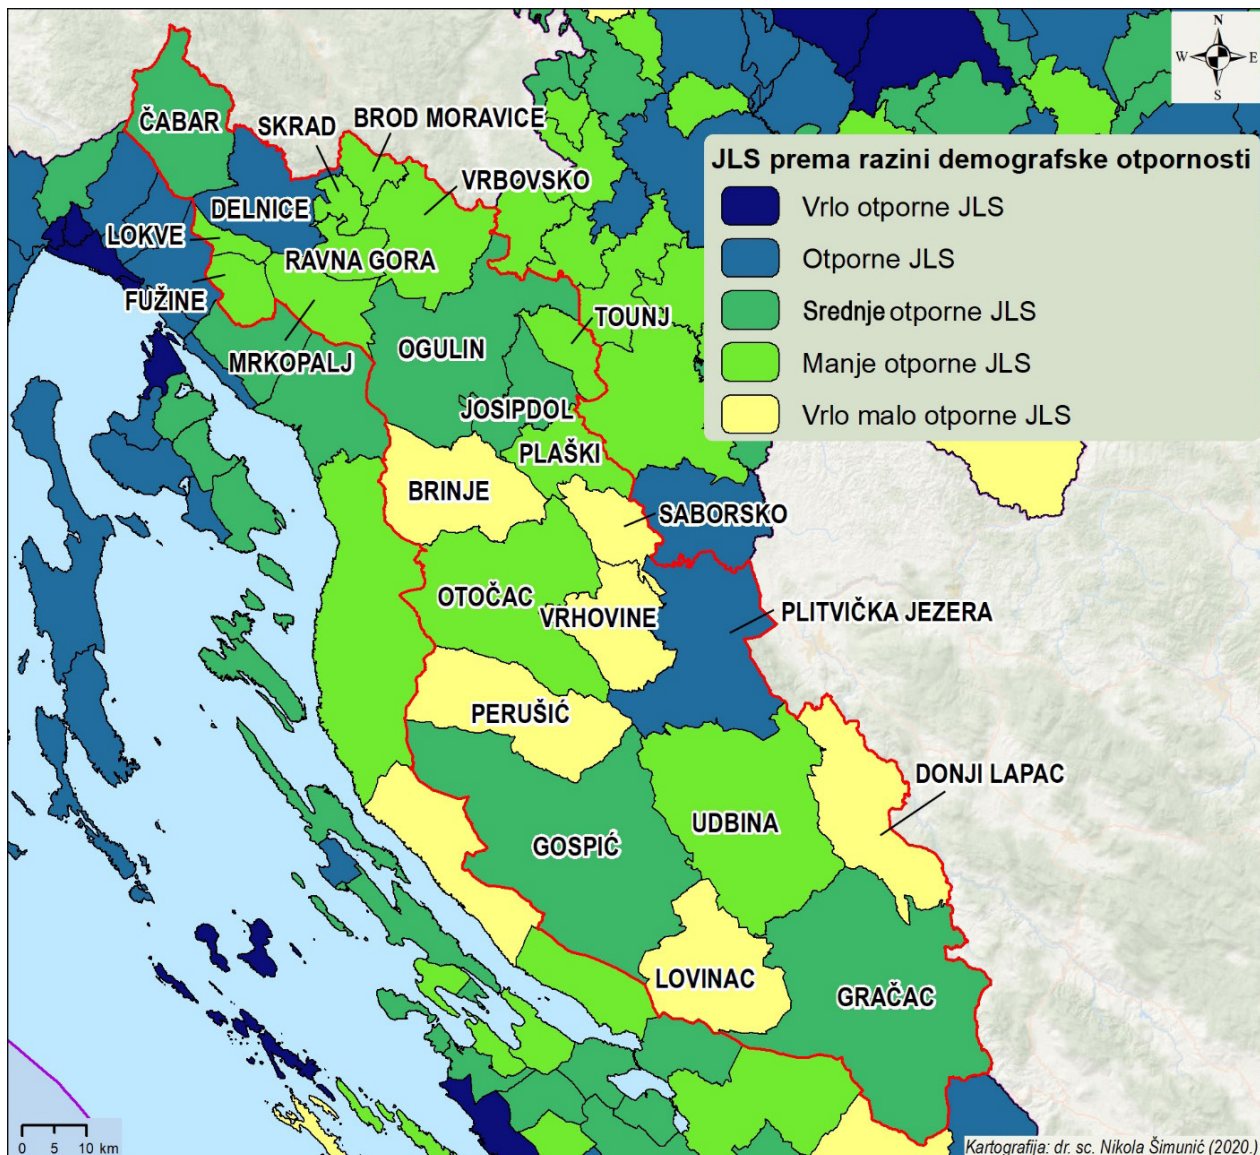 N
W E
S
ČABAR
SKRAD
BROD MORAVICE
VRBOVSKO
DELNICE
LOKVE
RAVNA GORA
FUŽINE
MRKOPALJ
OGULIN
TOUNJ
JOSIPDOL
PLAŠKI
BRINJE
SABORSKO
OTOČAC
VRHOVINE
PLITVIČKA JEZERA
PERUŠIĆ
DONJI LAPAC
UDBINA
GOSPIĆ
LOVINAC
GRAČAC
JLS prema razini demografske otpornosti
Vrlo otporne JLS
Otporne JLS
Srednje otporne JLS
Manje otporne JLS
Vrlo malo otporne JLS
0 5 10 km
Kartografija: dr. sc. Nikola Šimunić (2020.)